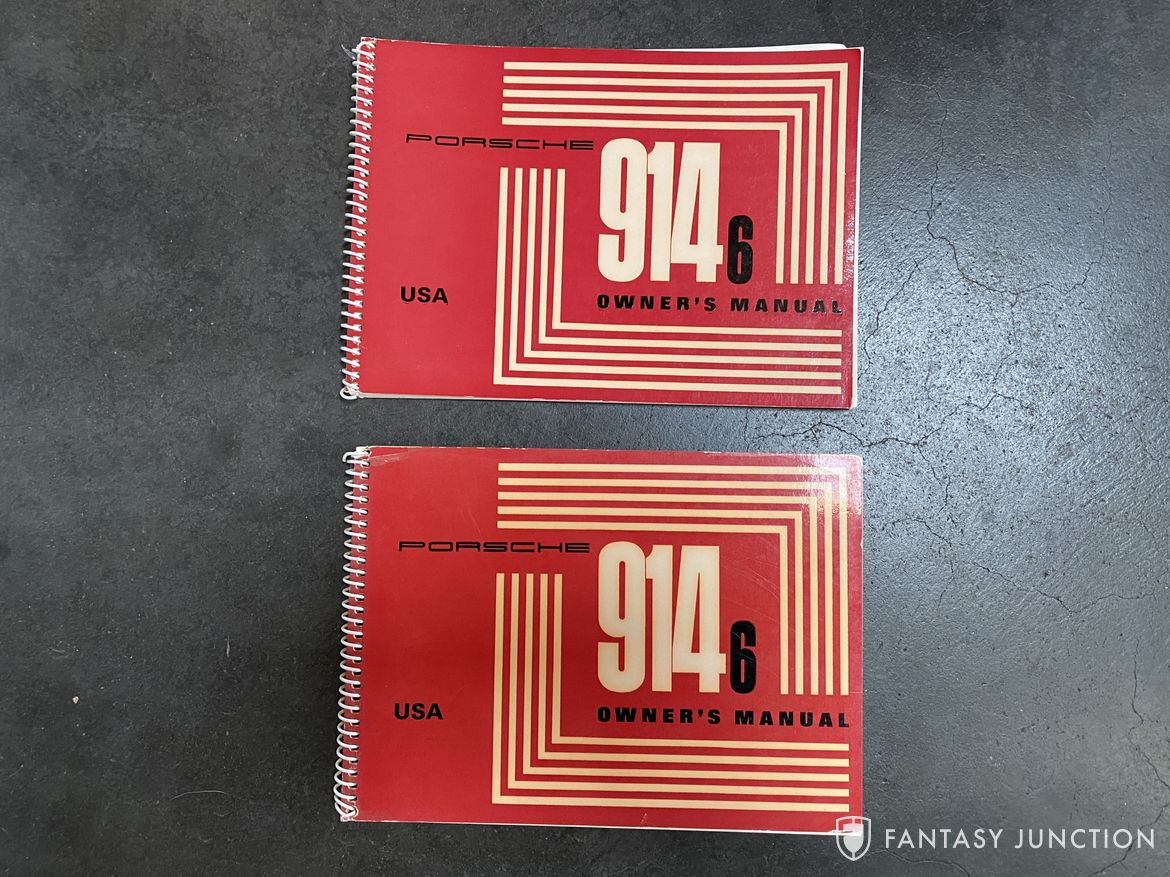 PORSCHE
914 6
USA
OWNER'S MANUAL
PORSCHE
914 6
USA
OWNER'S MANUAL
FANTASY JUNCTION